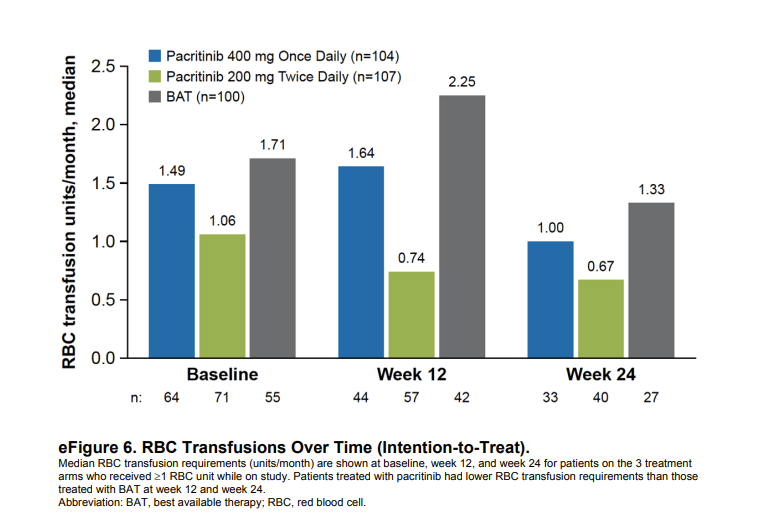 Pacritinib 400 mg Once Daily (n=104)
Pacritinib 200 mg Twice Daily (n=107)
BAT (n=100)
RBC transfusion units/month, median
2.5
2.0
1.5
1.0
0.5
0.0
1.49
1.06
1.71
1.64
0.74
2.25
1.00
0.67
1.33
Baseline Week 12 Week 24
n: 64 71 55 44 57 42 33 40 27
eFigure 6. RBC Transfusions Over Time (Intention-to-Treat).
Median RBC transfusion requirements (units/month) are shown at baseline, week 12, and week 24 for patients on the 3 treatment
arms who received ≥1 RBC unit while on study. Patients treated with pacritinib had lower RBC transfusion requirements than those
treated with BAT at week 12 and week 24.
Abbreviation: BAT, best available therapy; RBC, red blood cell.